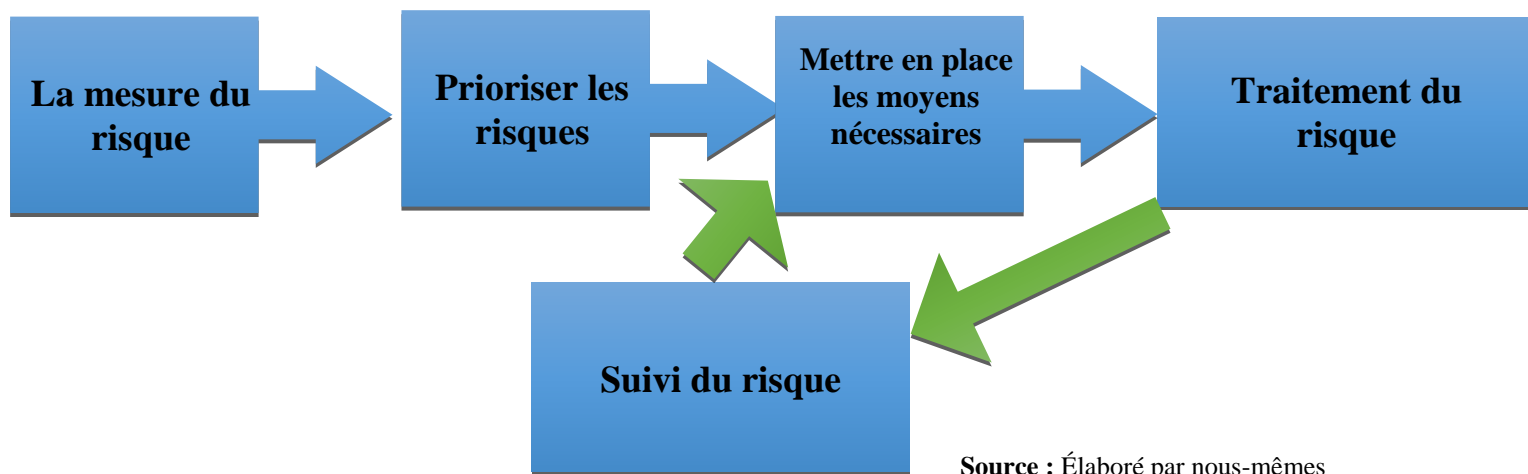 La mesure du
risque
Prioriser les
risques
Mettre en place
les moyens
nécessaires
Traitement du
risque
Suivi du risque
Source : Élaboré par nous-mêmes